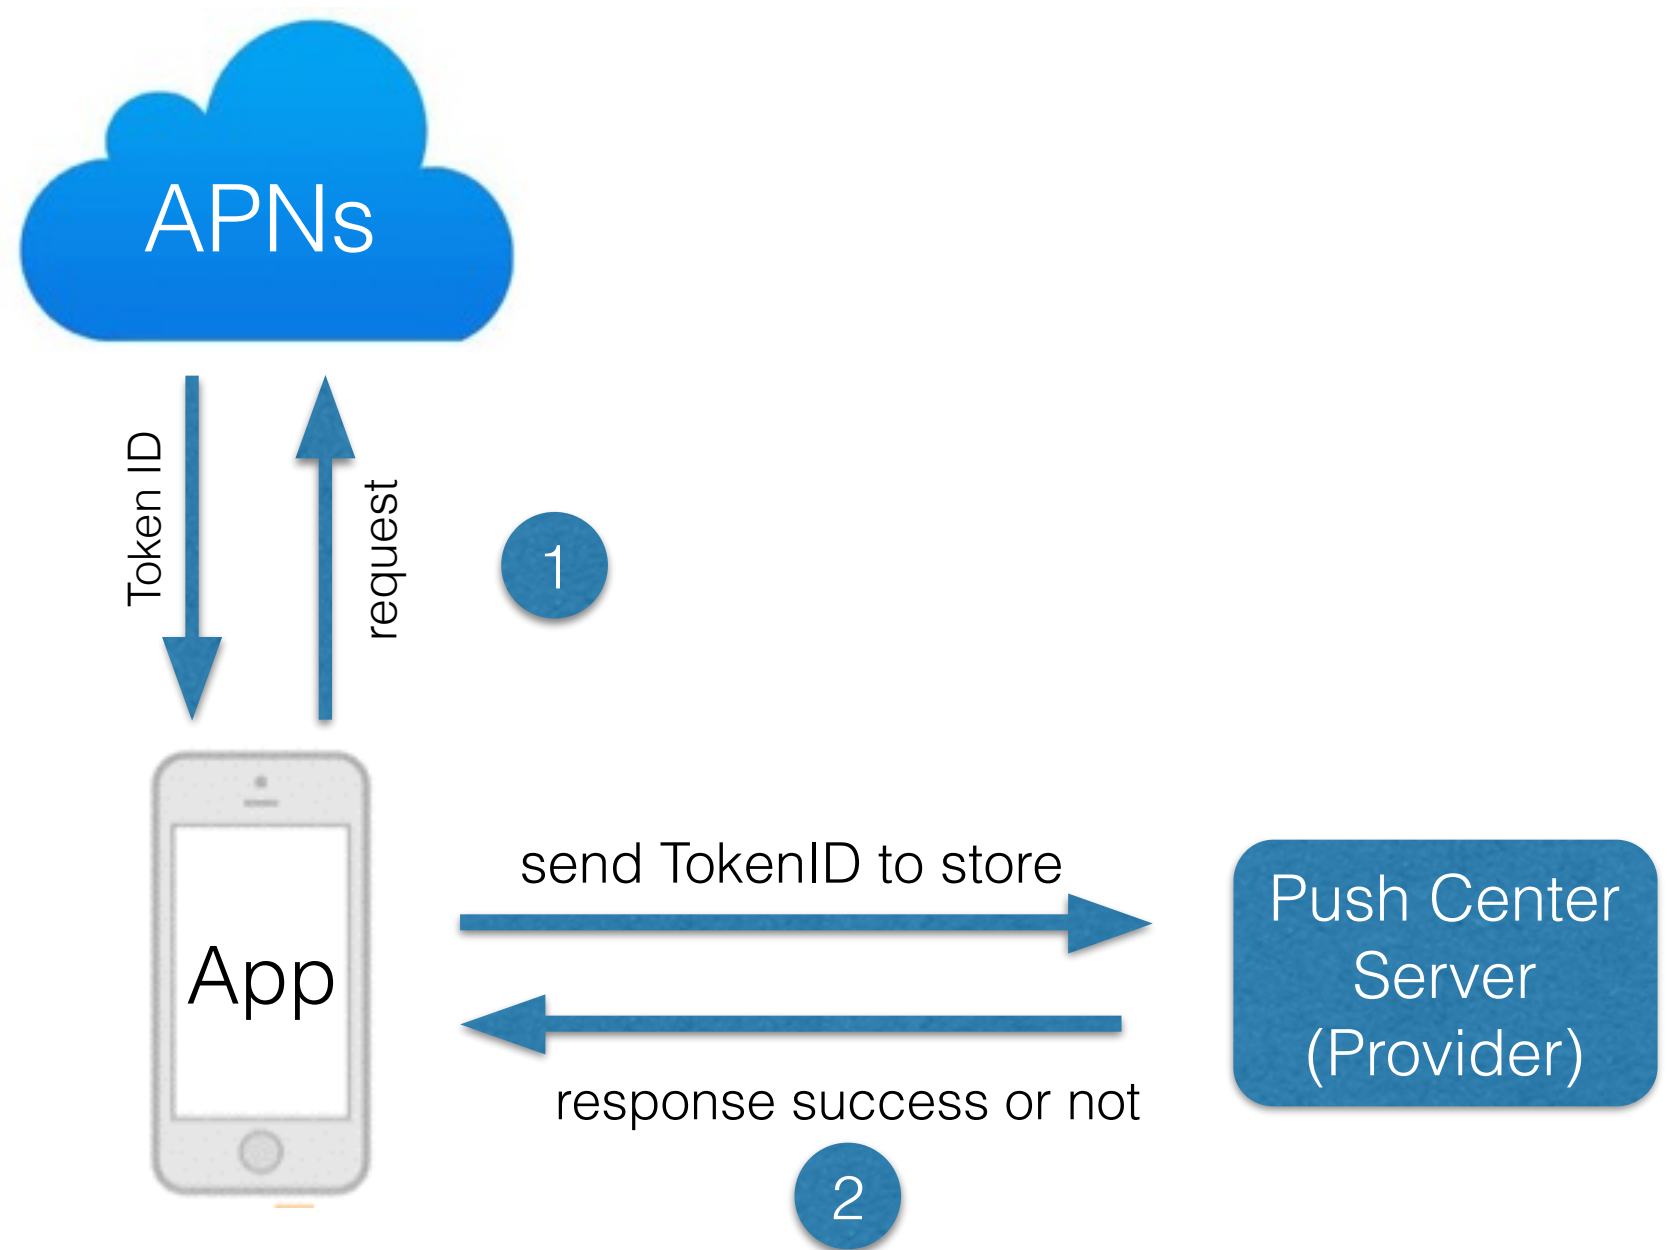 APNs
Token ID
request
1
send TokenID to store
App
Push Center
Server
(Provider)
response success or not
2